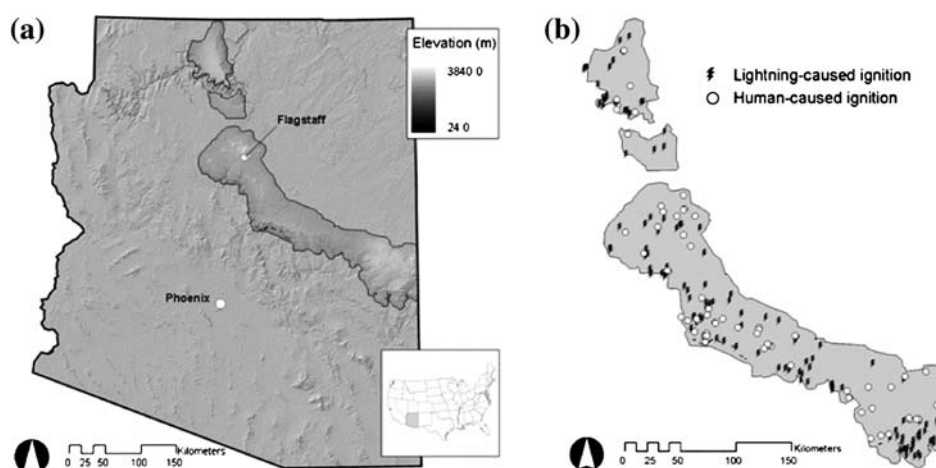 (a)
Elevation (m)
3840 0
24 0
Flagstaff
Phoenix
Kilometers
0 25 50 100 150
(b)
Lightning-caused ignition
Human-caused ignition
Kilometers
0 25 50 100 150